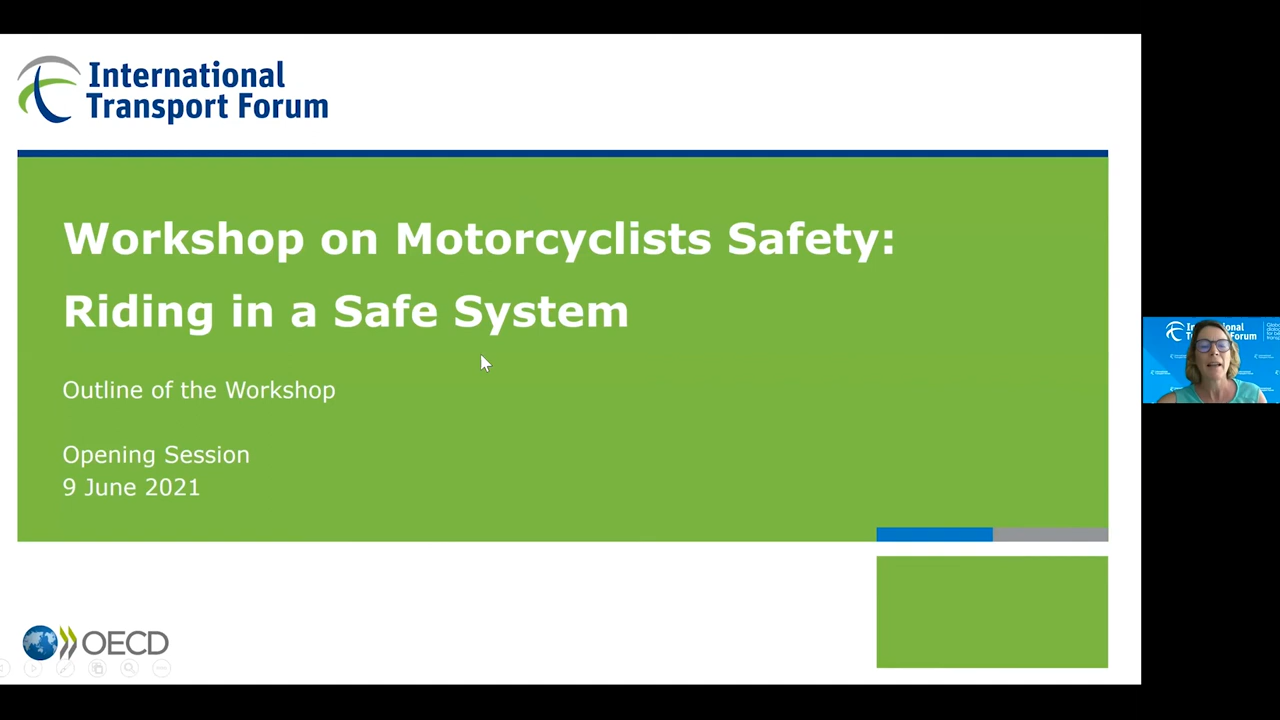 International
Transport Forum
Workshop on Motorcyclists Safety:
Riding in a Safe System
Outline of the Workshop
Opening Session
9 June 2021
OECD